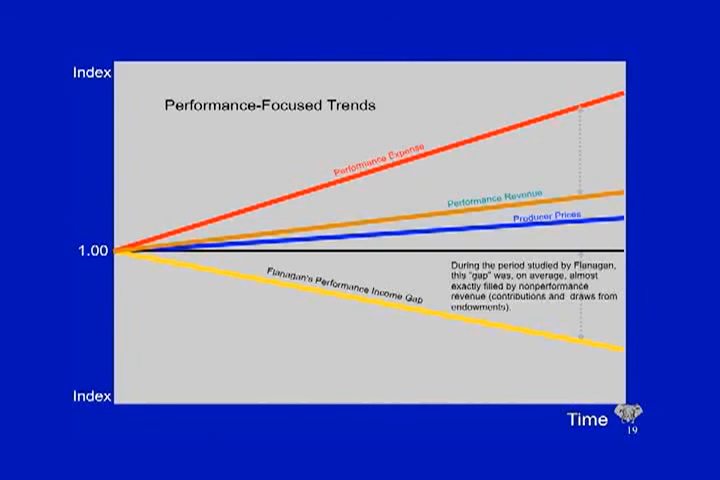 Index
Performance-Focused Trends
Performance Expense
Performance Revenue
Producer Prices
1.00
Flanagan's Performance Income Gap
During the period studied by Flanagan,
this "gap" was, on average, almost
exactly filled by nonperformance
revenue (contributions and draws from
endowments).
Index
Time
19